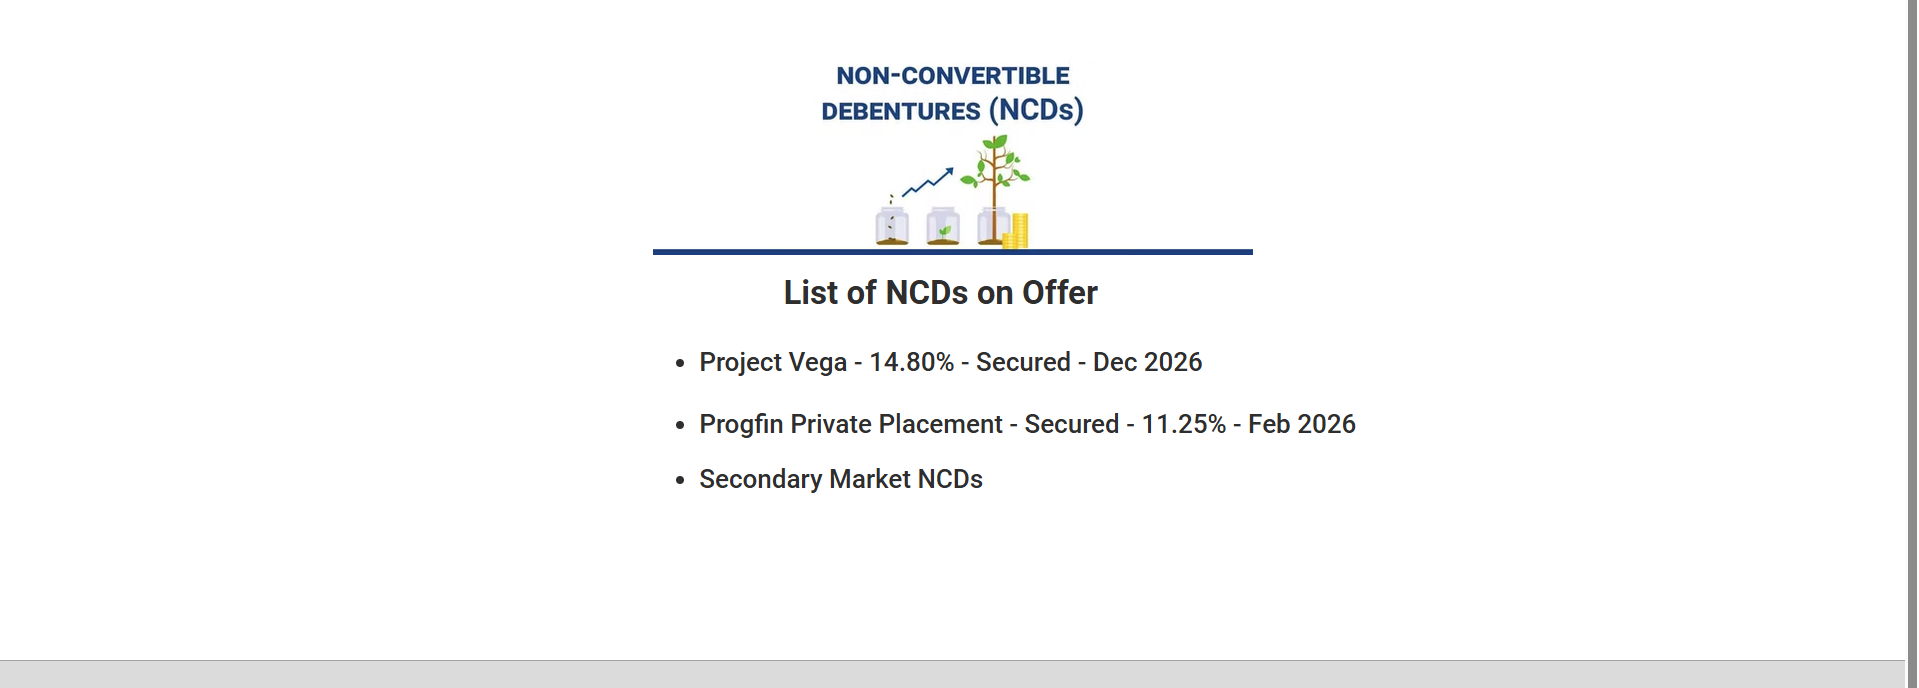 NON-CONVERTIBLE
DEBENTURES (NCDs)
List of NCDs on Offer
• Project Vega - 14.80% - Secured - Dec 2026
• Progfin Private Placement - Secured - 11.25% - Feb 2026
• Secondary Market NCDs